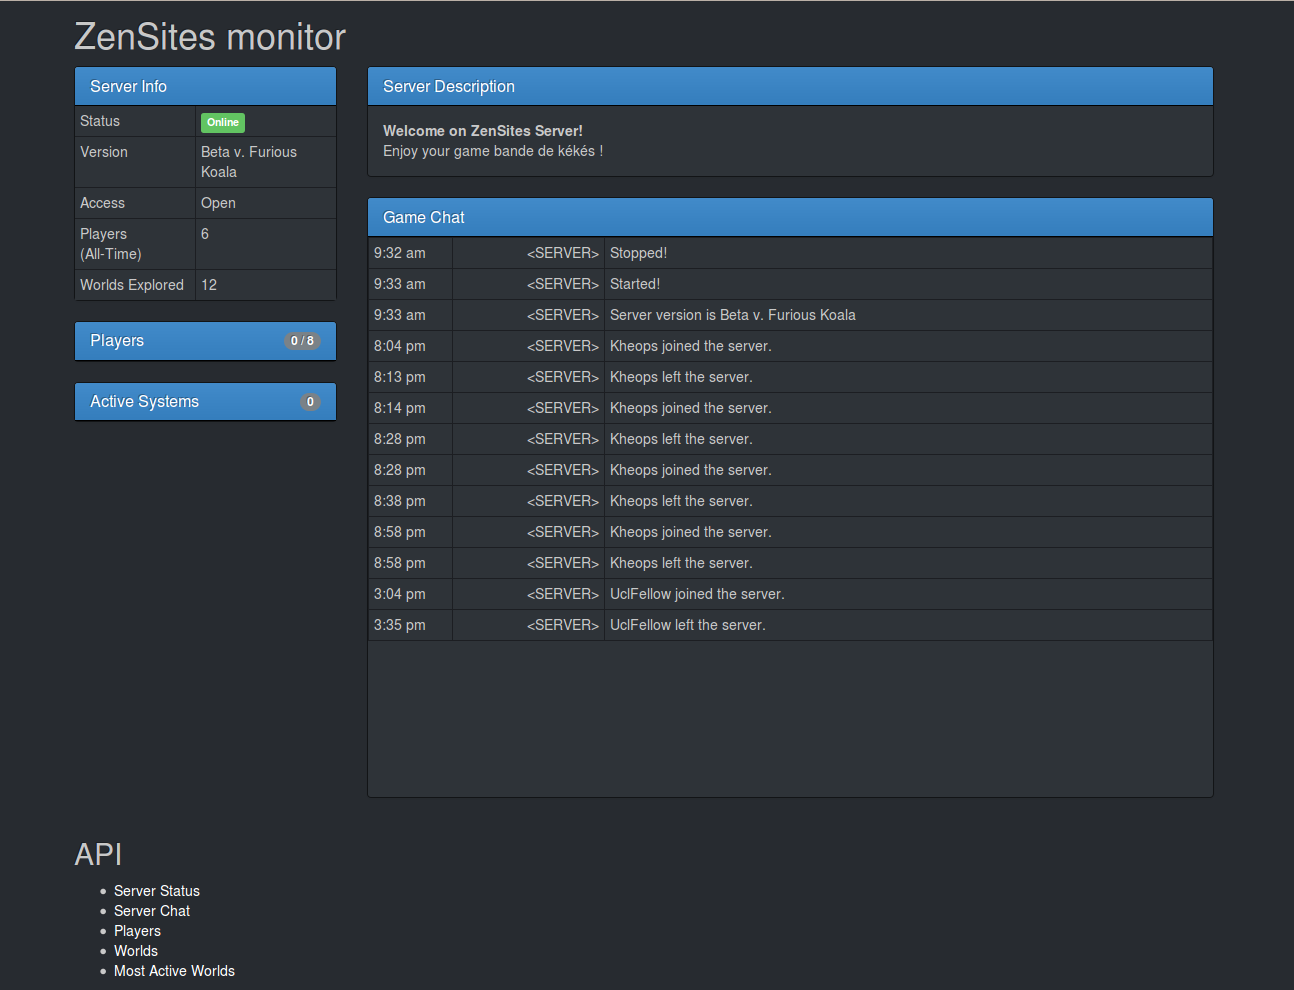 ZenSites monitor
Server Info
Status Online
Version Beta v. Furious
Koala
Access Open
Players 6
(All-Time)
Worlds Explored 12
Players 0 / 8
Active Systems 0
Server Description
Welcome on ZenSites Server!
Enjoy your game bande de kékés !
Game Chat
9:32 am <SERVER> Stopped!
9:33 am <SERVER> Started!
9:33 am <SERVER> Server version is Beta v. Furious Koala
8:04 pm <SERVER> Kheops joined the server.
8:13 pm <SERVER> Kheops left the server.
8:14 pm <SERVER> Kheops joined the server.
8:28 pm <SERVER> Kheops left the server.
8:28 pm <SERVER> Kheops joined the server.
8:38 pm <SERVER> Kheops left the server.
8:58 pm <SERVER> Kheops joined the server.
8:58 pm <SERVER> Kheops left the server.
3:04 pm <SERVER> UclFellow joined the server.
3:35 pm <SERVER> UclFellow left the server.
API
Server Status
Server Chat
Players
Worlds
Most Active Worlds